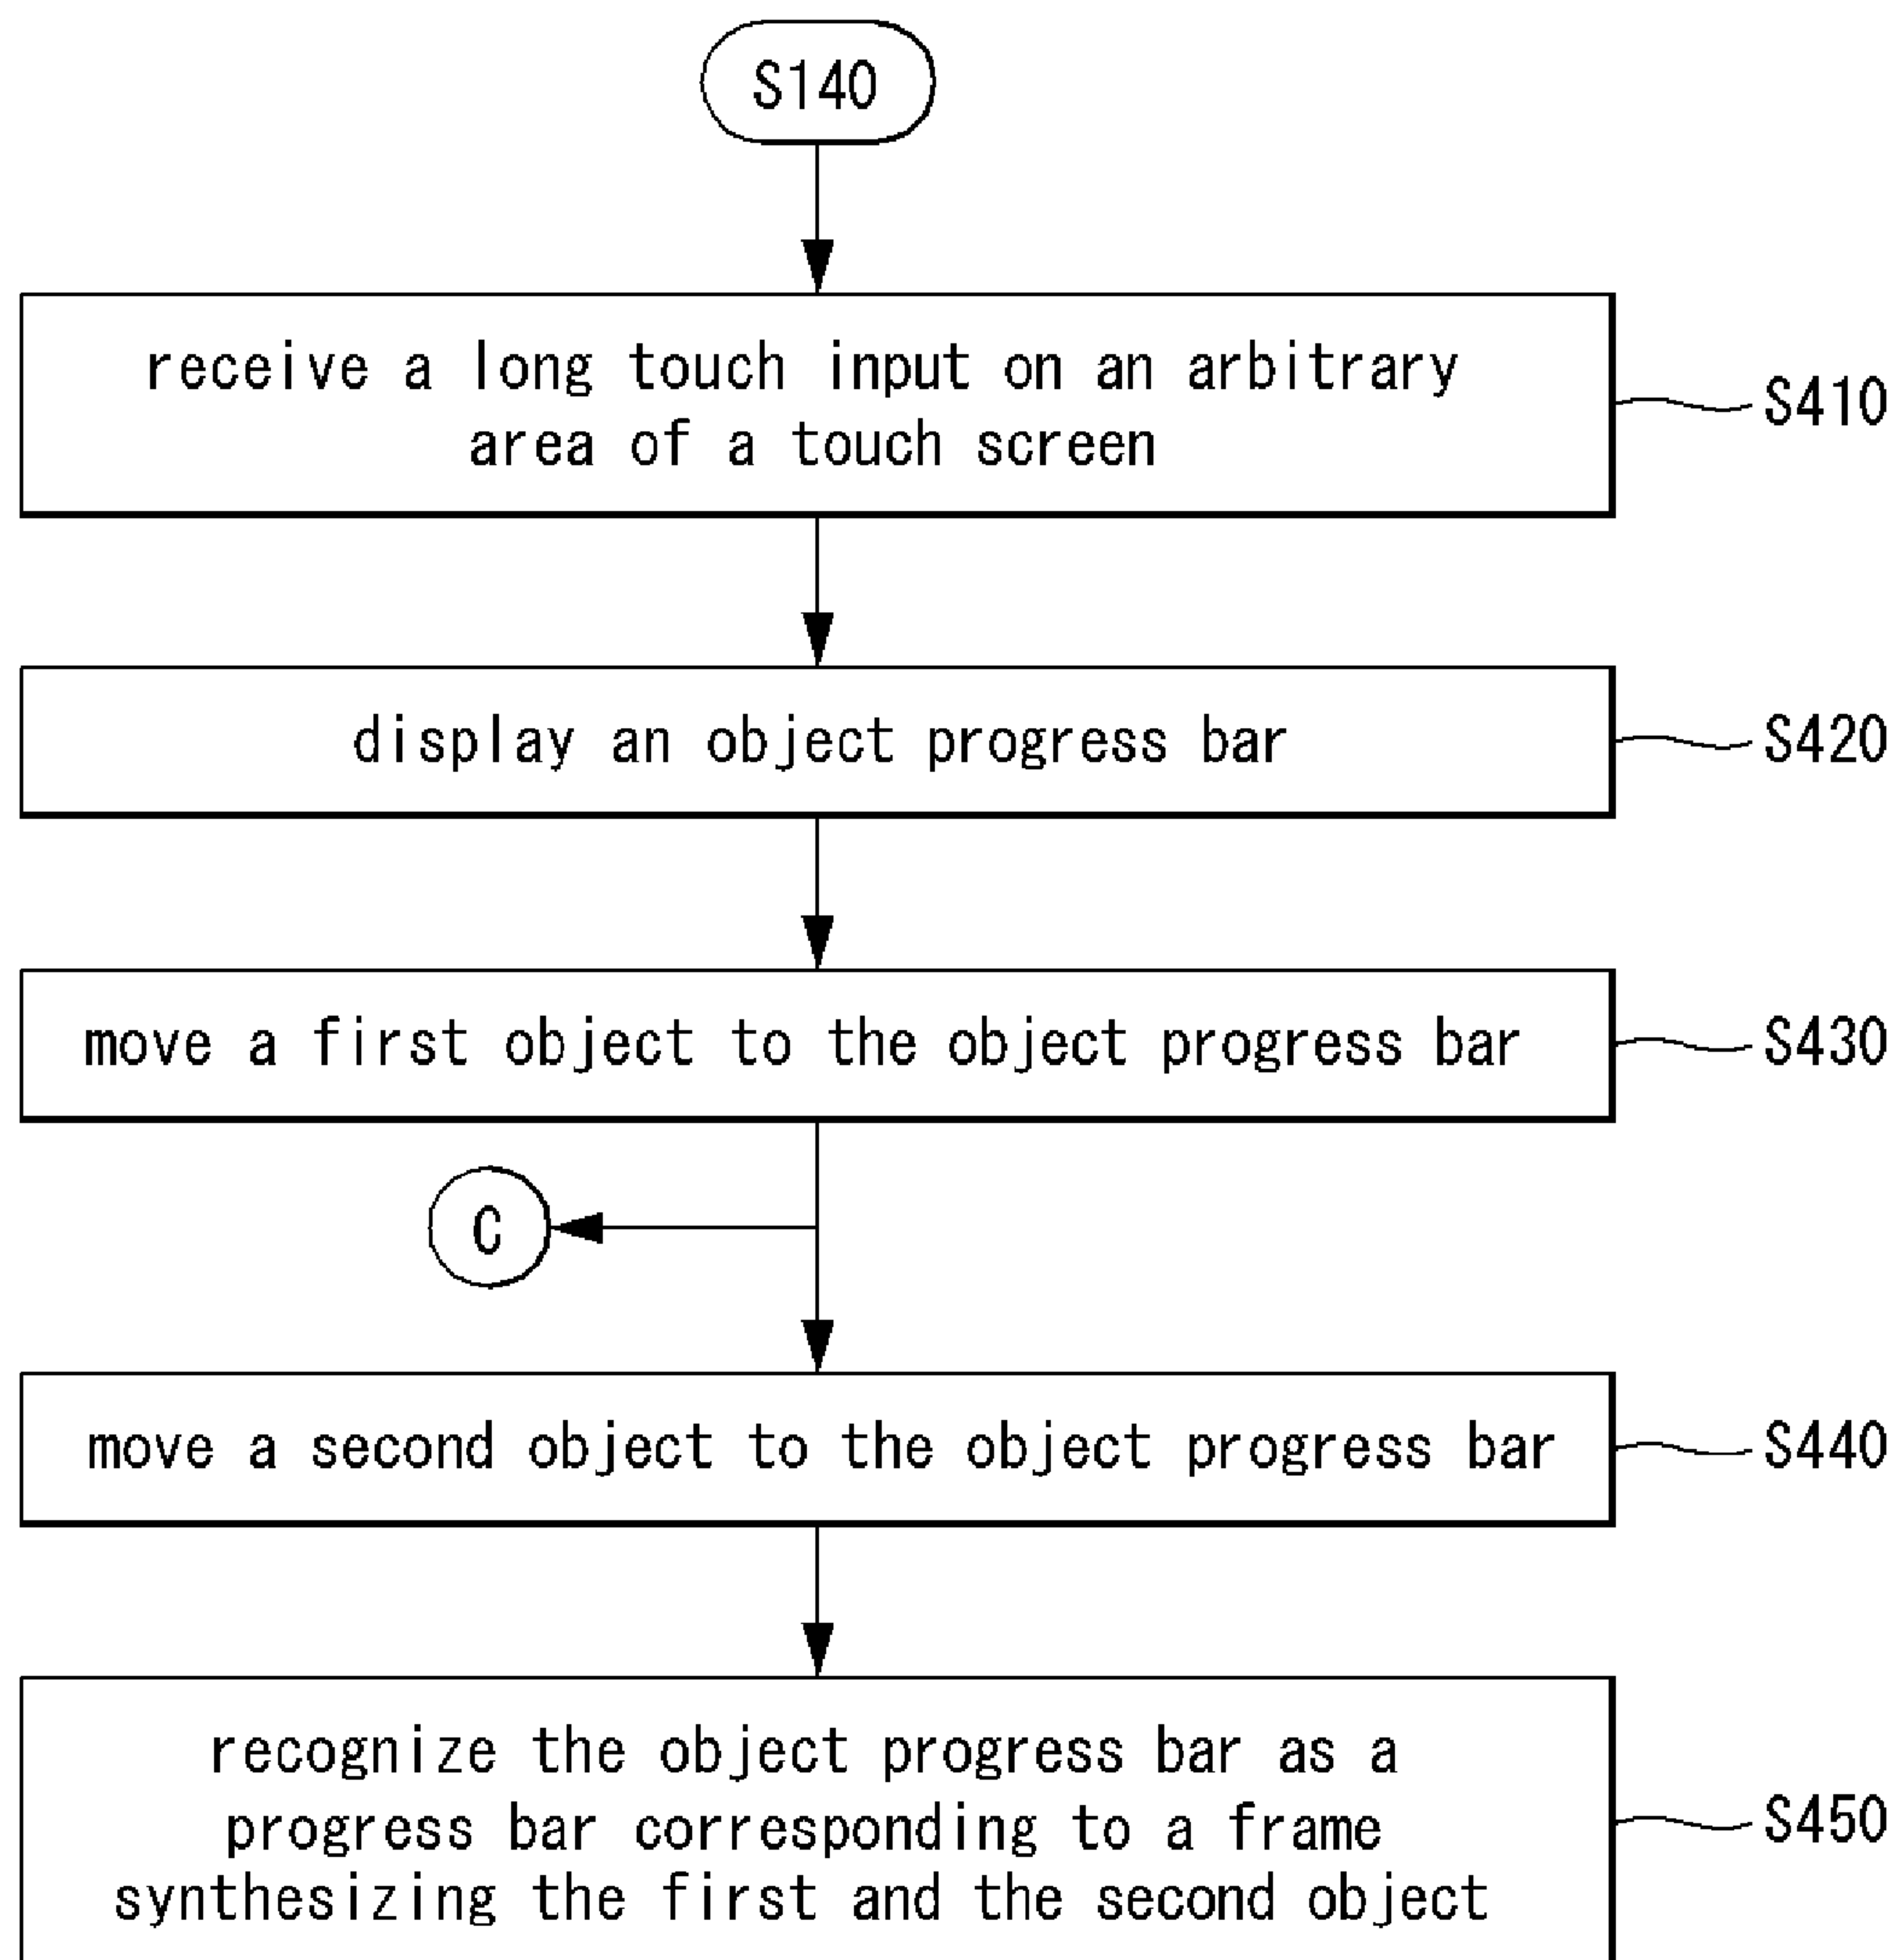 S140
receive a long touch input on an arbitrary
area of a touch screen
S410
display an object progress bar
S420
move a first object to the object progress bar
S430
C
move a second object to the object progress bar
S440
recognize the object progress bar as a
progress bar corresponding to a frame
synthesizing the first and the second object
S450